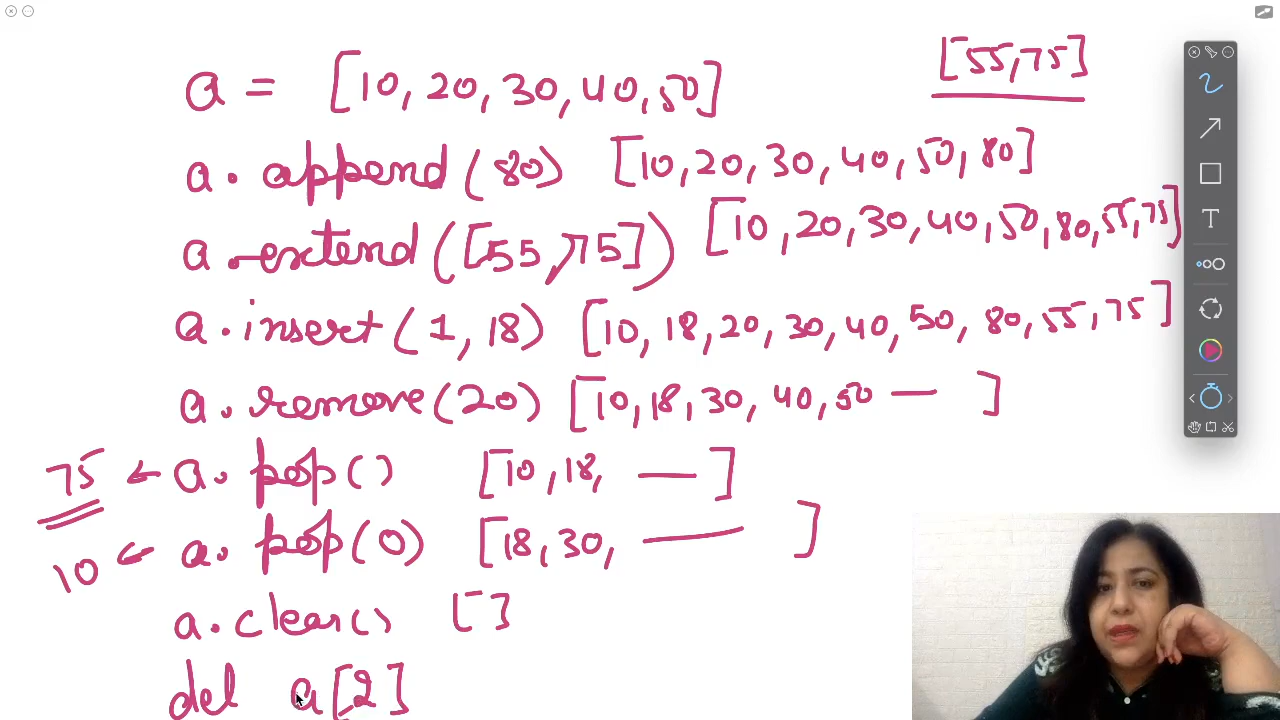 [55,75]
a = [10, 20, 30, 40, 50]
a.append(80) [10, 20, 30, 40, 50, 80]
a.extend([55, 75]) [10, 20, 30, 40, 50, 80, 55, 75]
a.insert(1, 18) [10, 18, 20, 30, 40, 50, 80, 55, 75]
a.remove(20) [10, 18, 30, 40, 50 — ]
75 ← a.pop() [10, 18, — ]
10 ← a.pop(0) [18, 30, — ]
a.clear() []
del a[2]
T